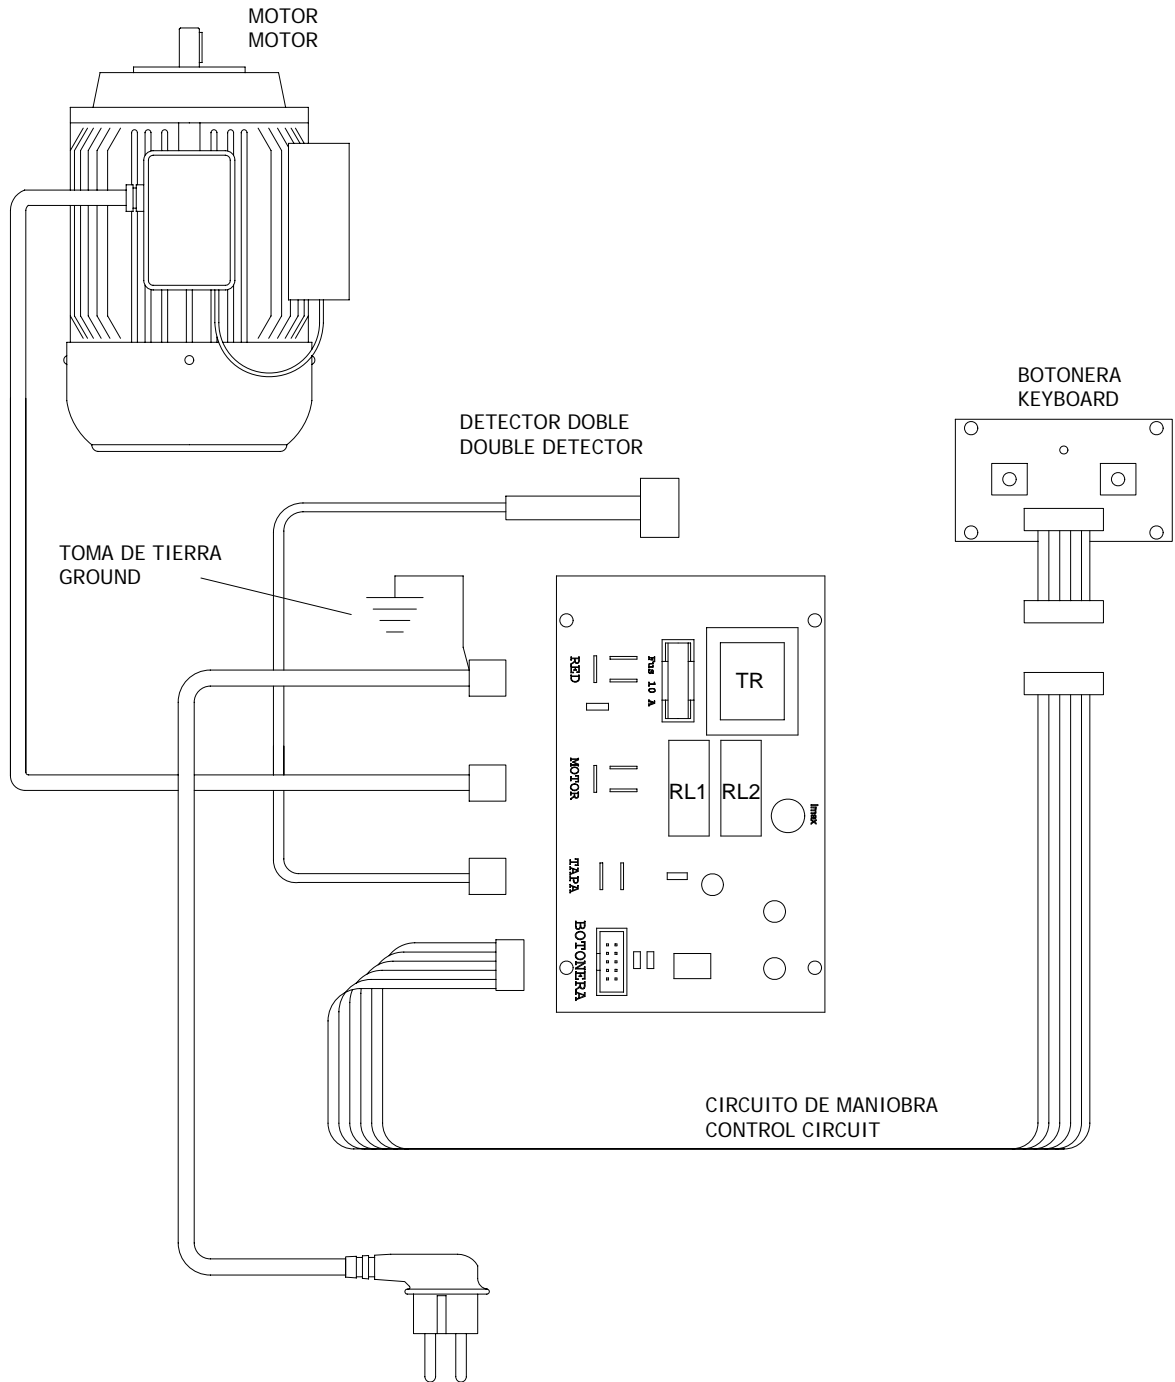 MOTOR
MOTOR
BOTONERA
KEYBOARD
DETECTOR DOBLE
DOUBLE DETECTOR
TOMA DE TIERRA
GROUND
RED
Fus 10 A
TR
MOTOR
RL1
RL2
Imax
TAPA
BOTONERA
CIRCUITO DE MANIOBRA
CONTROL CIRCUIT